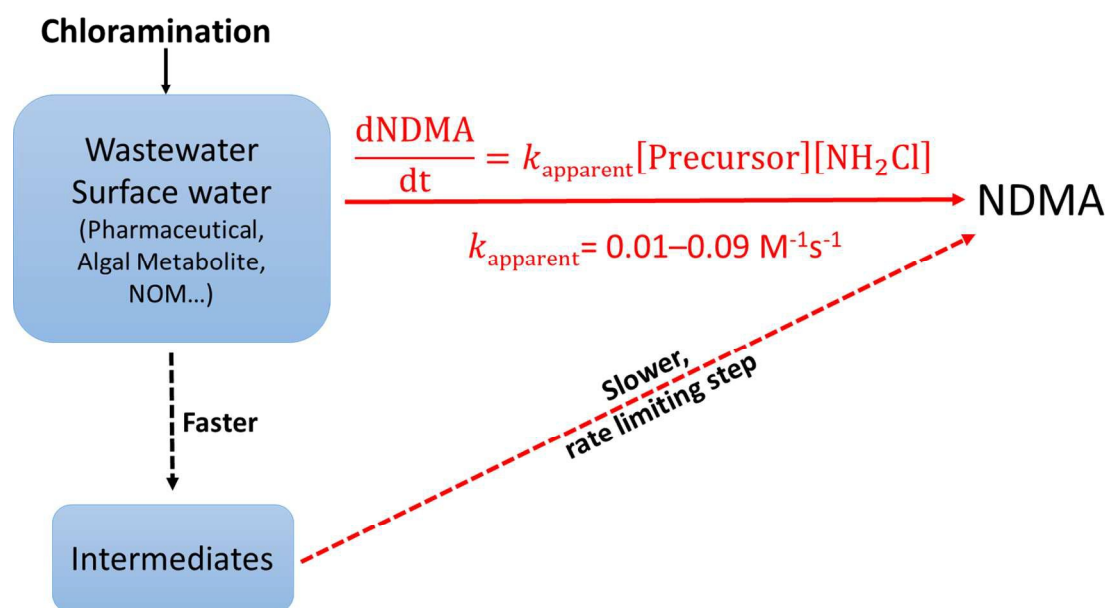 Chloramination
Wastewater
Surface water
(Pharmaceutical,
Algal Metabolite,
NOM...)
dNDMA
dt
= k_apparent[Precursor][NH₂Cl]
k_apparent= 0.01–0.09 M⁻¹s⁻¹
NDMA
Faster
Slower,
rate limiting step
Intermediates